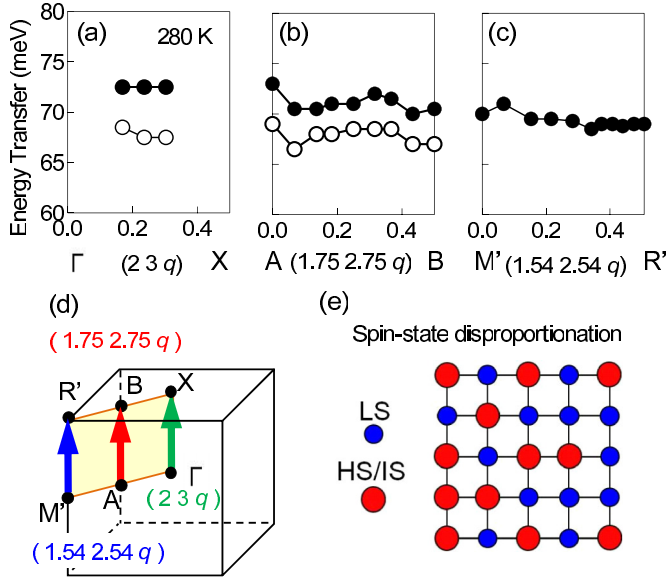 (a) 280 K (b) (c)
Energy Transfer (meV)
80
75
70
65
60
0.0 0.2 0.4 0.0 0.2 0.4 0.0 0.2 0.4
Γ (2 3 q) X A (1.75 2.75 q) B M' (1.54 2.54 q) R'
(d)
(1.75 2.75 q)
R' B X
M' A Γ
(2 3 q)
(1.54 2.54 q)
(e)
Spin-state disproportionation
LS
HS/IS